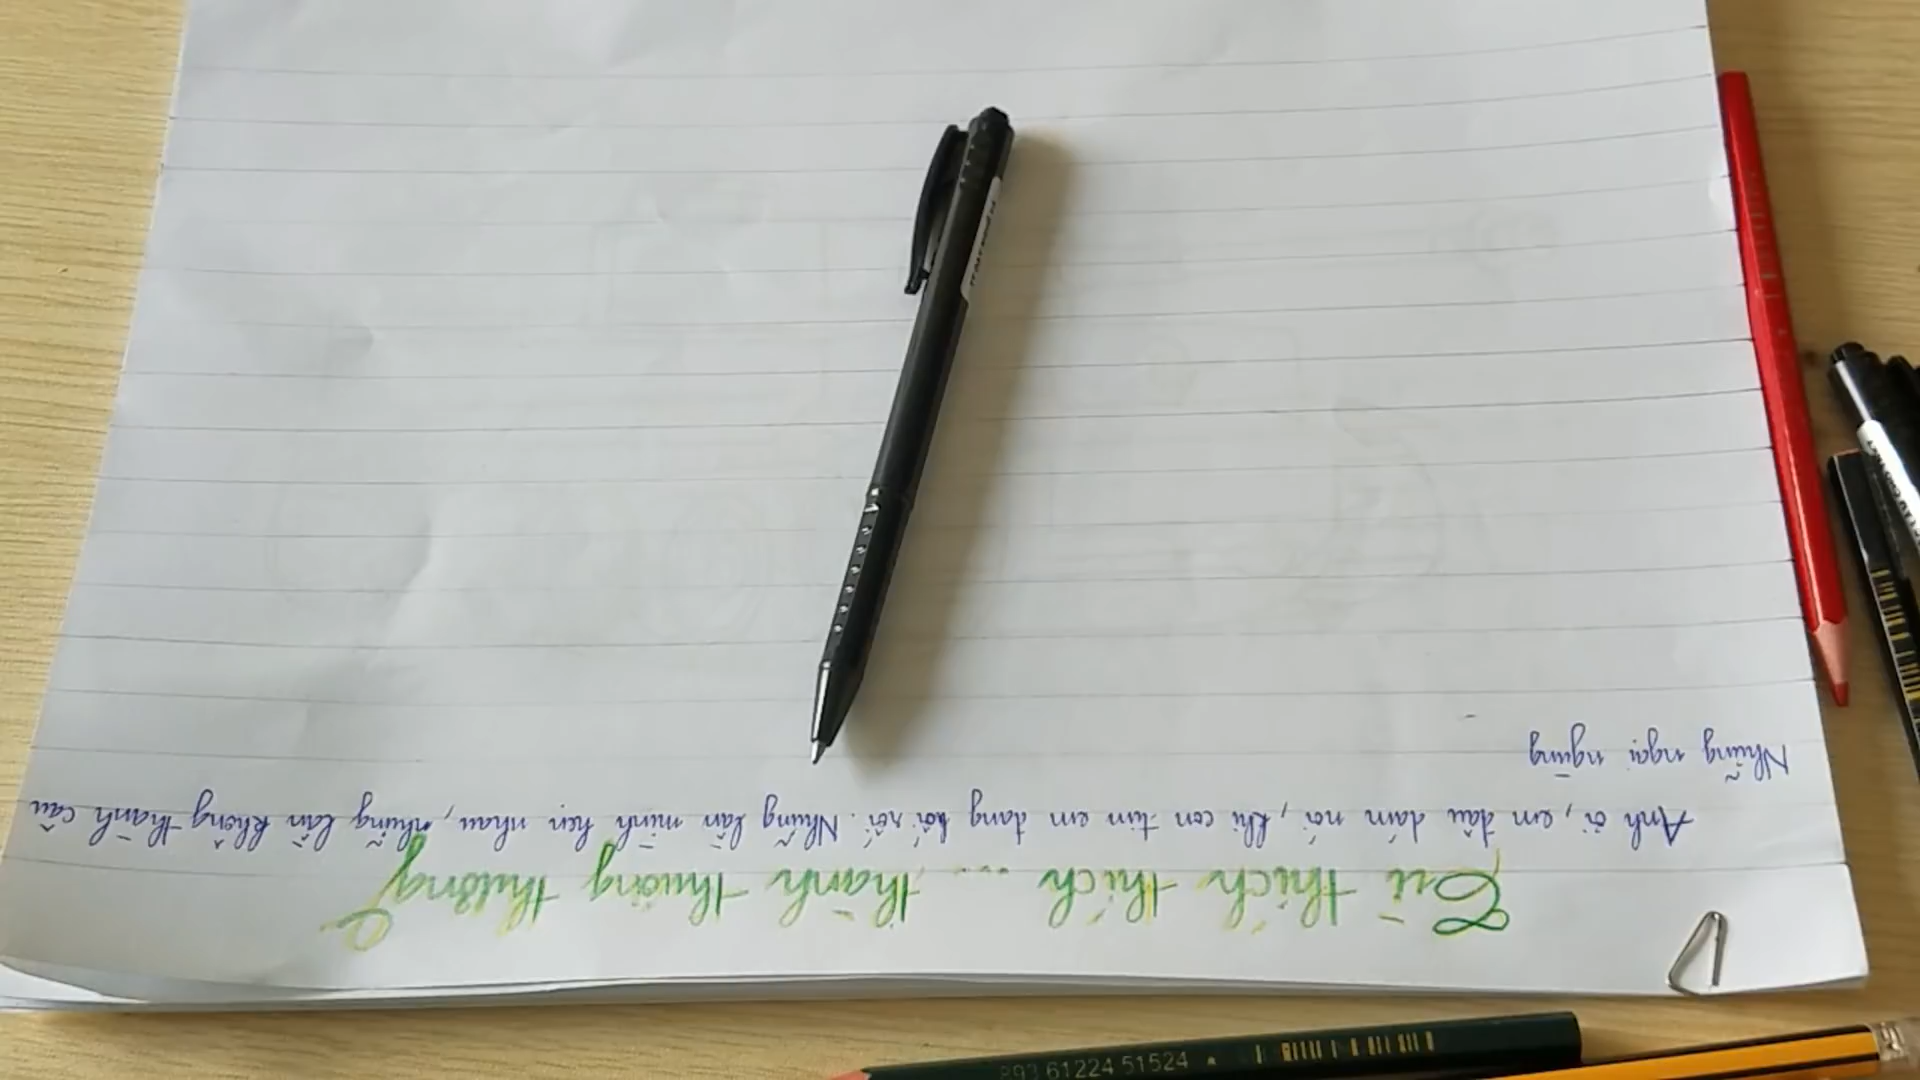 Từ thích thích ... thành thương thương
Anh ơi, em đâu dám nói, khi con tim em đang bối rối. Những lần mình hẹn nhau, những lần không thành câu
Những ngại ngùng
893 61224 51524